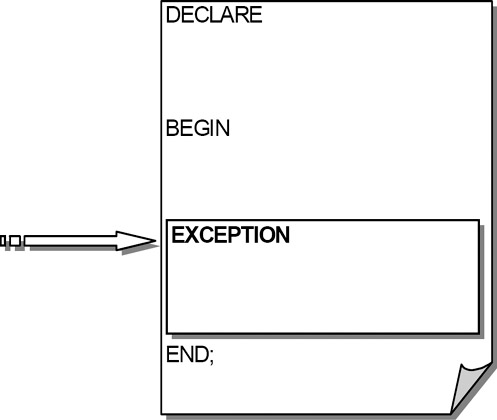 DECLARE
BEGIN
EXCEPTION
END;